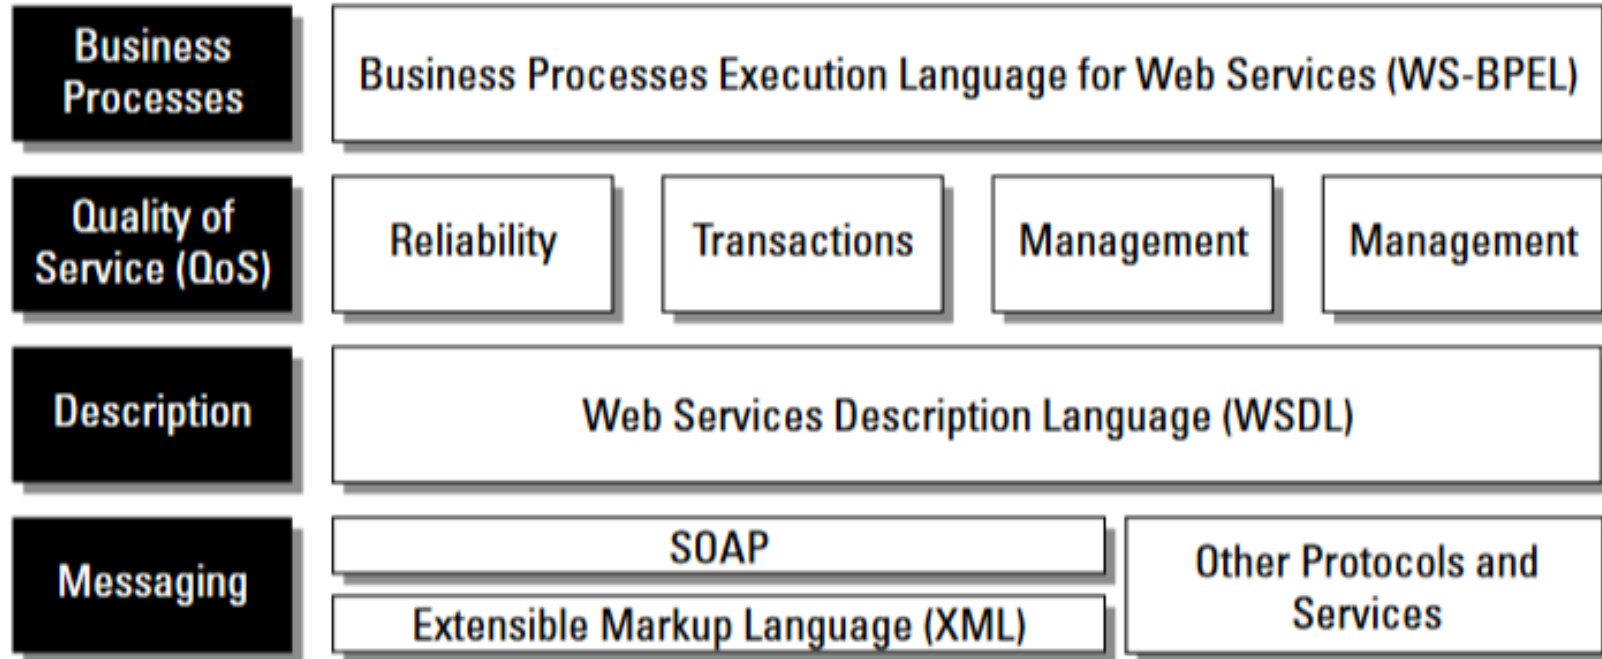 Business
Processes
Business Processes Execution Language for Web Services (WS-BPEL)
Quality of
Service (QoS)
Reliability
Transactions
Management
Management
Description
Web Services Description Language (WSDL)
Messaging
SOAP
Extensible Markup Language (XML)
Other Protocols and
Services